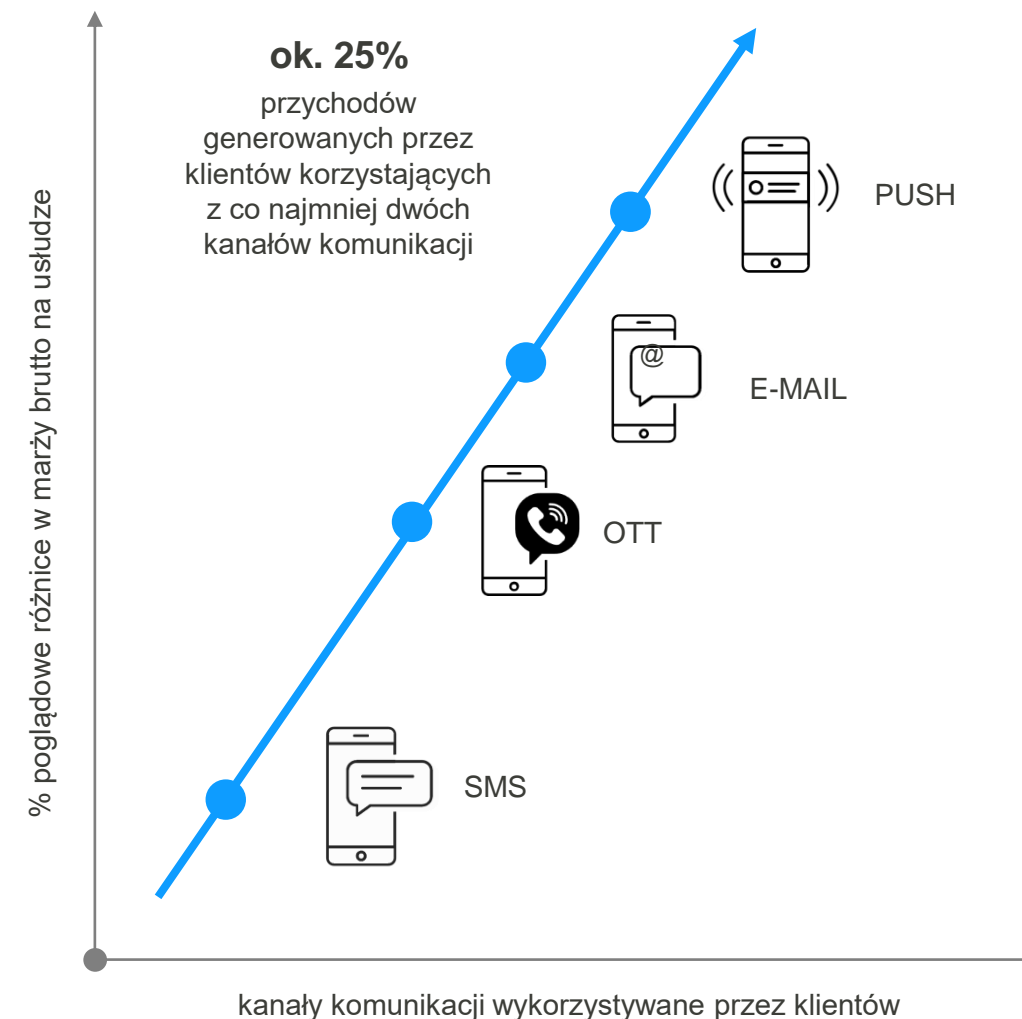 ok. 25%
przychodów
generowanych przez
klientów korzystających
z co najmniej dwóch
kanałów komunikacji
PUSH
@
E-MAIL
OTT
SMS
% poglądowe różnice w marży brutto na usłudze
kanały komunikacji wykorzystywane przez klientów